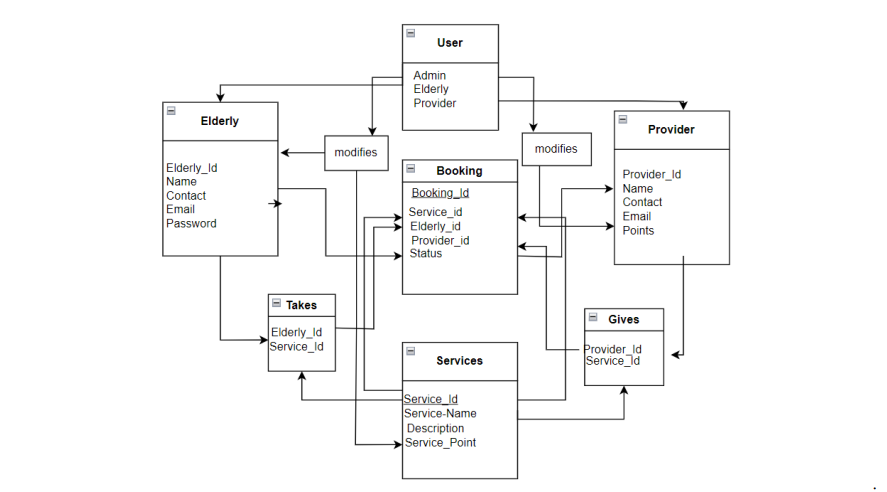 User
Admin
Elderly
Provider
Elderly
Elderly_Id
Name
Contact
Email
Password
modifies
modifies
Provider
Provider_Id
Name
Contact
Email
Points
Booking
Booking_Id
Service_id
Elderly_id
Provider_id
Status
Takes
Elderly_Id
Service_Id
Services
Service_Id
Service-Name
Description
Service_Point
Gives
Provider_Id
Service_Id
.